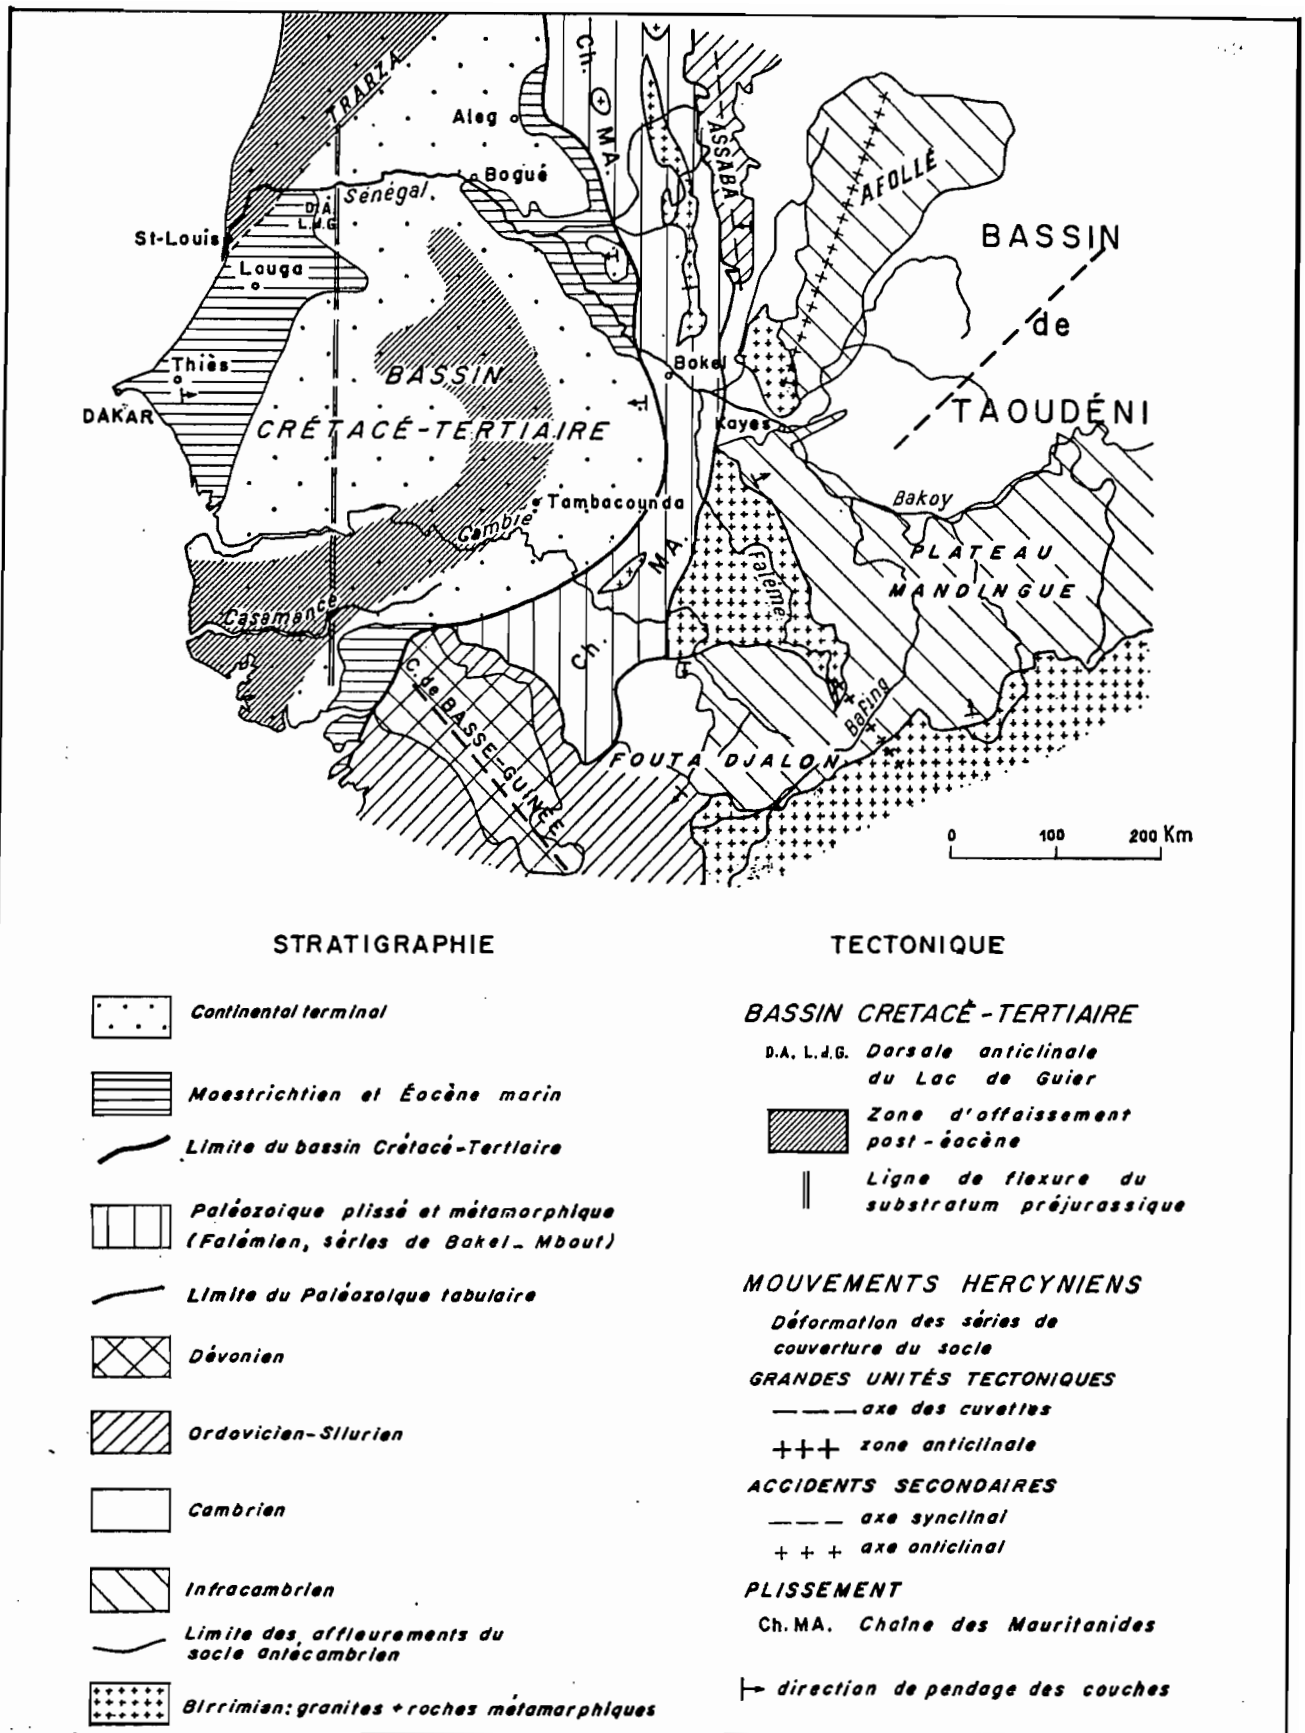 TRARZA
Ch.
MA.
Aleg
ASSABA
AFOLLÉ
Bogué
Sénégal
D.A.
L.d.G.
St-Louis
Louga
BASSIN
de
TAOUDÉNI
Thiès
DAKAR
BASSIN
CRÉTACÉ-TERTIAIRE
Bakel
T.
T.
Kayes
Tambacounda
Gambie
Bakoy
PLATEAU
MANDINGUE
MA.
Ch.
Falémé
Casamance
C. de BASSE-GUINÉE
Bafing
FOUTA DJALON
0 100 200 Km
STRATIGRAPHIE
Continental terminal
Maestrichtien et Éocène marin
Limite du bassin Crétacé-Tertiaire
Paléozoïque plissé et métamorphique
(Falémien, séries de Bakel-Mbout)
Limite du Paléozoïque tabulaire
Dévonien
Ordovicien-Silurien
Cambrien
Infracambrien
Limite des affleurements du
socle antécambrien
Birrimian: granites + roches métamorphiques
TECTONIQUE
BASSIN CRETACÉ-TERTIAIRE
D.A. L.d.G. Dorsale anticlinale
du Lac de Guier
Zone d'affaissement
post-éocène
Ligne de flexure du
substratum préjurassique
MOUVEMENTS HERCYNIENS
Déformation des séries de
couverture du socle
GRANDES UNITÉS TECTONIQUES
axe des cuvettes
zone anticlinale
ACCIDENTS SECONDAIRES
axe synclinal
axe anticlinal
PLISSEMENT
Ch. MA. Chaîne des Mauritanides
direction de pendage des couches